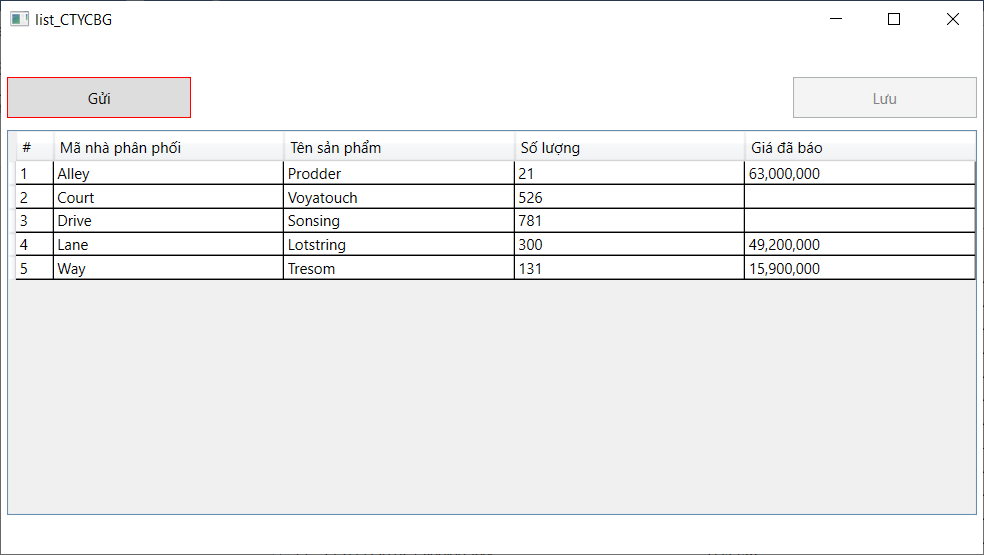 list_CTYCBG
Gửi
Lưu
# Mã nhà phân phối Tên sản phẩm Số lượng Giá đã báo
1 Alley Prodder 21 63,000,000
2 Court Voyatouch 526
3 Drive Sonsing 781
4 Lane Lotstring 300 49,200,000
5 Way Tresom 131 15,900,000